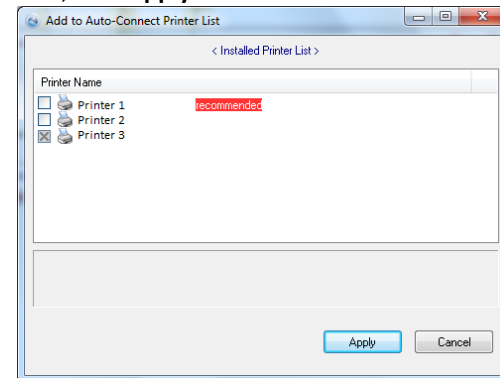 Add to Auto-Connect Printer List
< Installed Printer List >
Printer Name
Printer 1 recommended
Printer 2
Printer 3
Apply Cancel